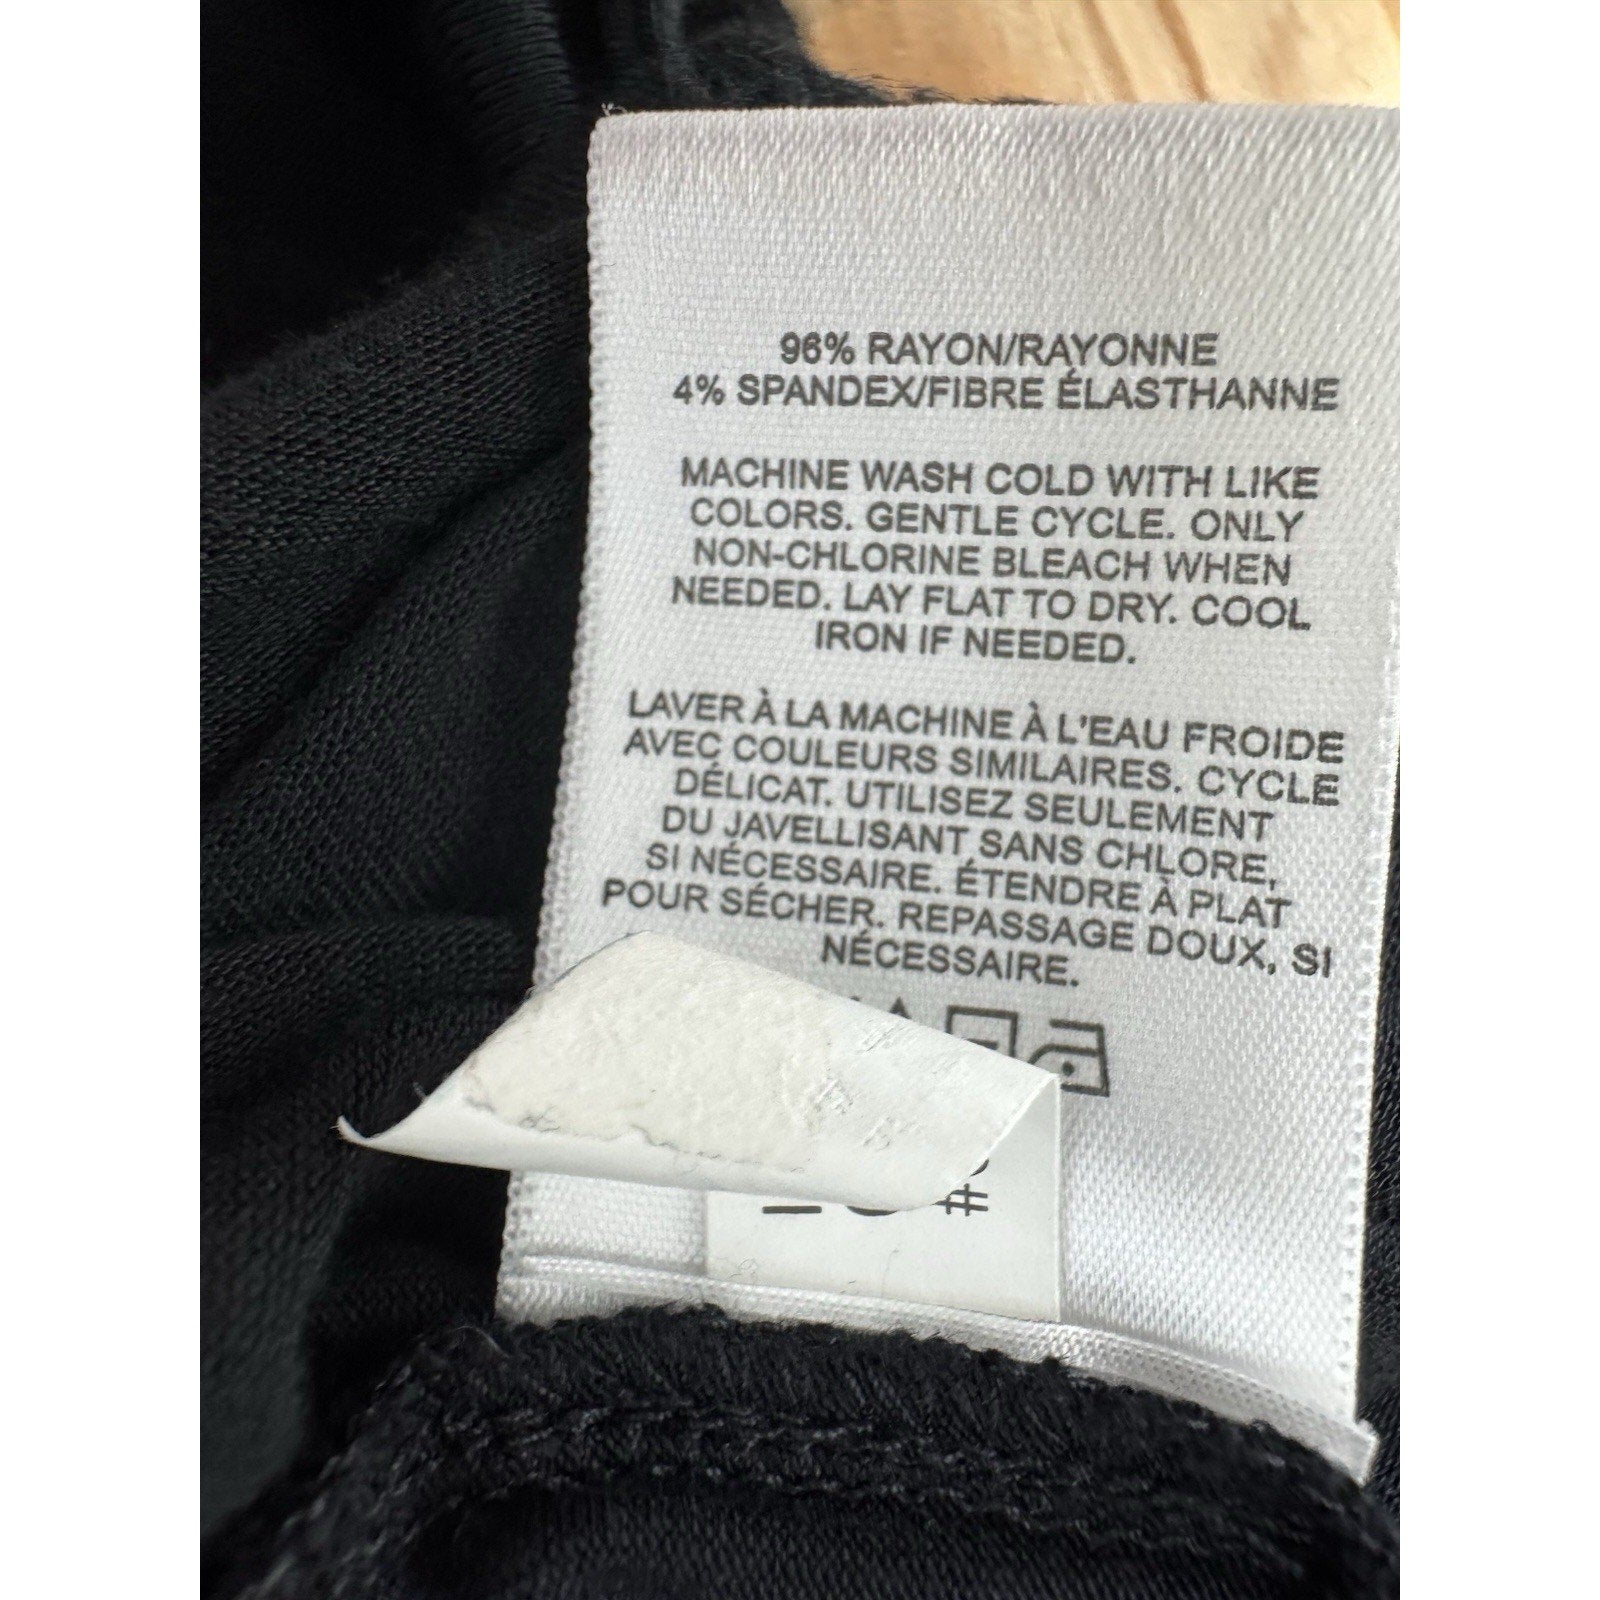 96% RAYON/RAYONNE
4% SPANDEX/FIBRE ÉLASTHANNE
MACHINE WASH COLD WITH LIKE
COLORS. GENTLE CYCLE. ONLY
NON-CHLORINE BLEACH WHEN
NEEDED. LAY FLAT TO DRY. COOL
IRON IF NEEDED.
LAVER À LA MACHINE À L'EAU FROIDE
AVEC COULEURS SIMILAIRES. CYCLE
DÉLICAT. UTILISEZ SEULEMENT
DU JAVELLISANT SANS CHLORE,
SI NÉCESSAIRE. ÉTENDRE À PLAT
POUR SÉCHER. REPASSAGE DOUX, SI
NÉCESSAIRE.
#